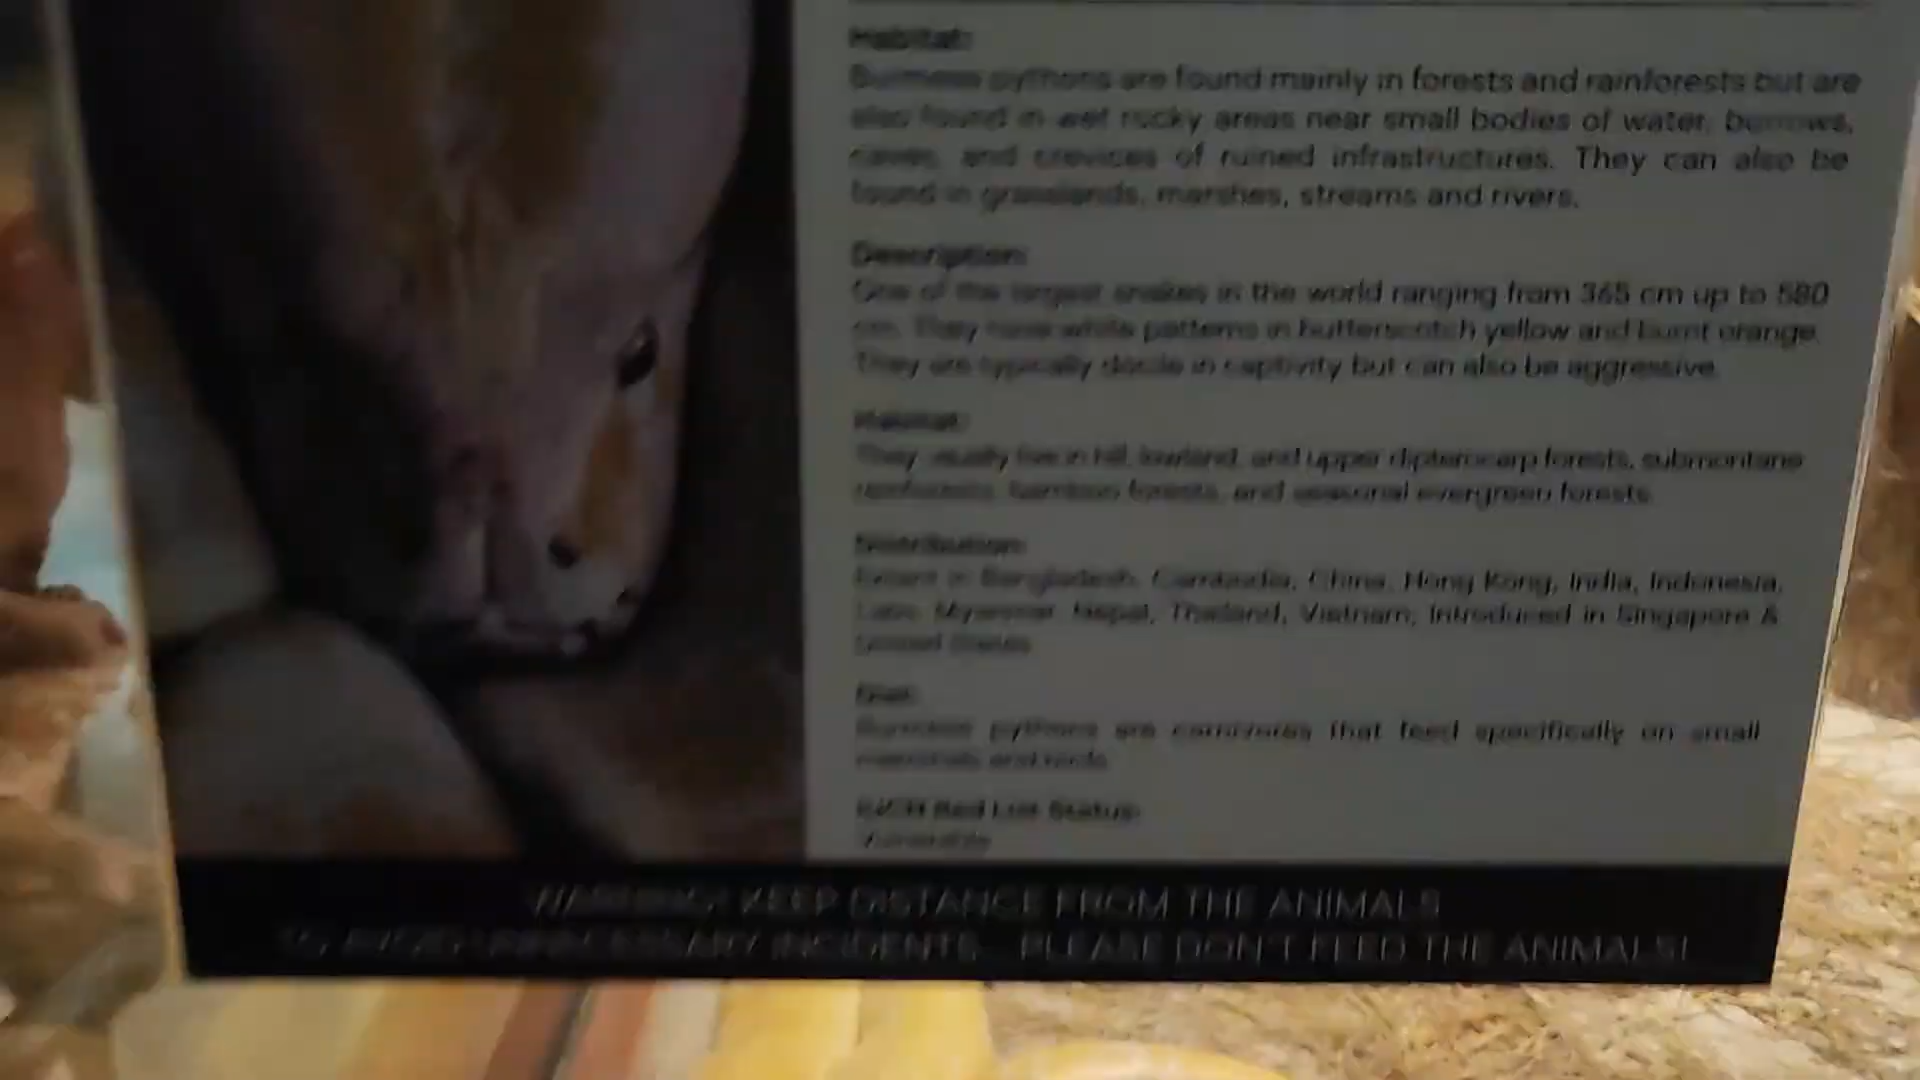 Habitat:
Burmese pythons are found mainly in forests and rainforests but are
also found in wet rocky areas near small bodies of water, burrows,
caves, and crevices of ruined infrastructures. They can also be
found in grasslands, marshes, streams and rivers.
Description:
One of the largest snakes in the world ranging from 365 cm up to 580
cm. They have white patterns in butterscotch yellow and burnt orange.
They are typically docile in captivity but can also be aggressive.
Habitat:
They usually live in hill, lowland, and upper dipterocarp forests, submontane
rainforests, bamboo forests, and seasonal evergreen forests.
Distribution:
Extant in Bangladesh, Cambodia, China, Hong Kong, India, Indonesia,
Laos, Myanmar, Nepal, Thailand, Vietnam; Introduced in Singapore &
United States
Diet:
Burmese pythons are carnivores that feed specifically on small
mammals and birds.
IUCN Red List Status:
Vulnerable
WARNING! KEEP DISTANCE FROM THE ANIMALS
TO AVOID UNNECESSARY INCIDENTS. PLEASE DON'T FEED THE ANIMALS!